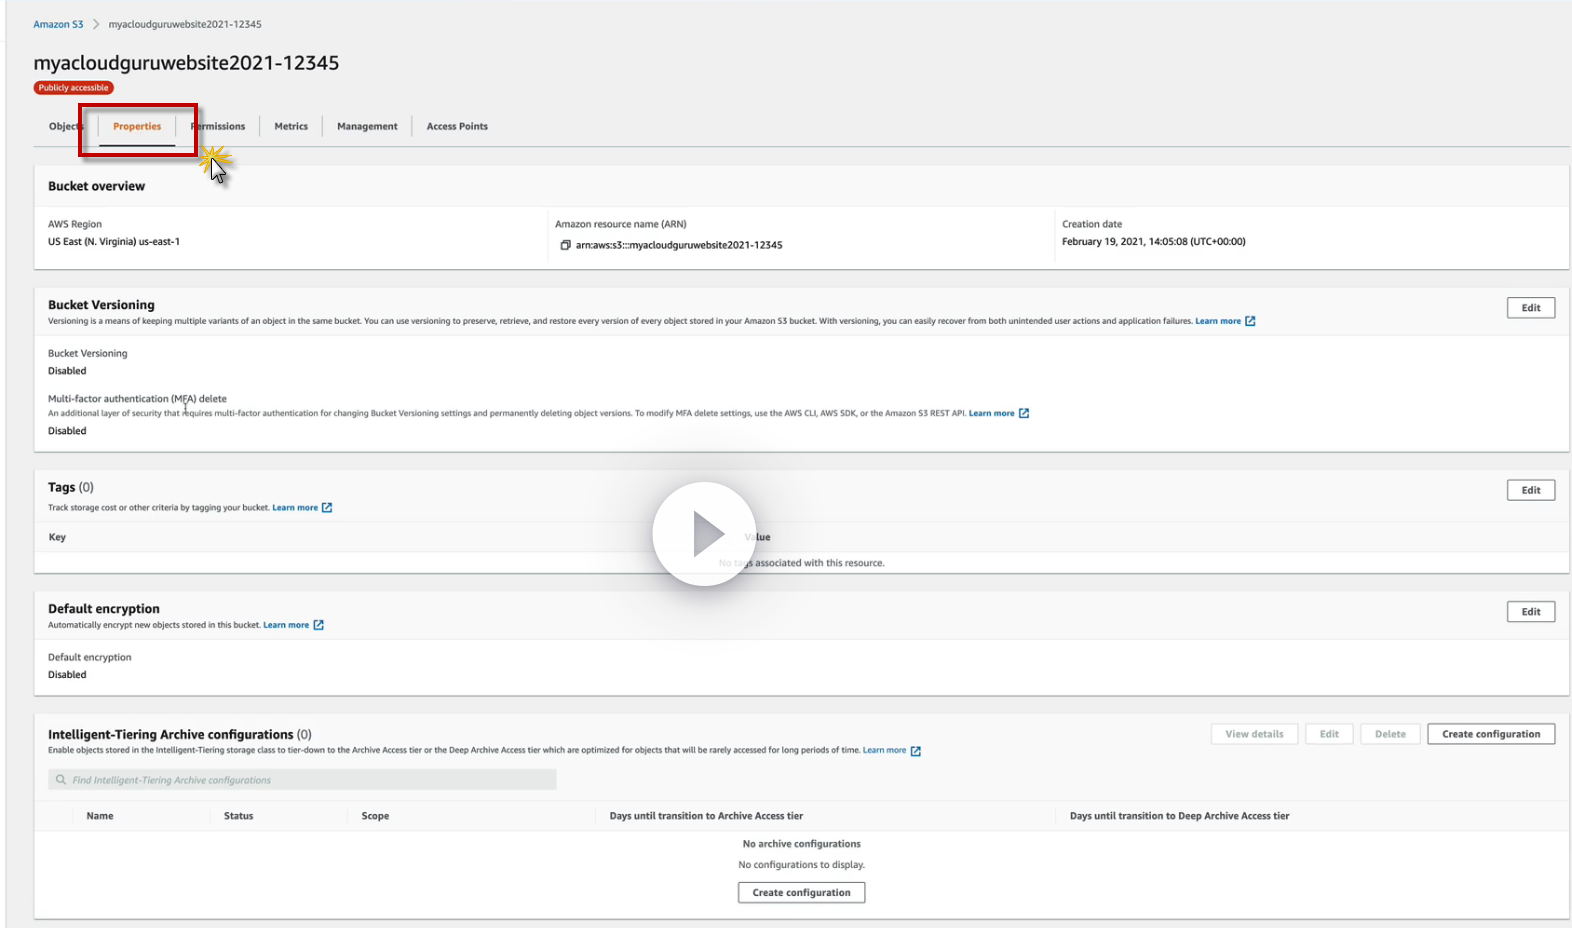 Amazon S3 > myacloudguruwebsite2021-12345
myacloudguruwebsite2021-12345
Publicly accessible
Objects Properties Permissions Metrics Management Access Points
Bucket overview
AWS Region Amazon resource name (ARN) Creation date
US East (N. Virginia) us-east-1 arn:aws:s3:::myacloudguruwebsite2021-12345 February 19, 2021, 14:05:08 (UTC+00:00)
Bucket Versioning Edit
Versioning is a means of keeping multiple variants of an object in the same bucket. You can use versioning to preserve, retrieve, and restore every version of every object stored in your Amazon S3 bucket. With versioning, you can easily recover from both unintended user actions and application failures. Learn more
Bucket Versioning
Disabled
Multi-factor authentication (MFA) delete
An additional layer of security that requires multi-factor authentication for changing Bucket Versioning settings and permanently deleting object versions. To modify MFA delete settings, use the AWS CLI, AWS SDK, or the Amazon S3 REST API. Learn more
Disabled
Tags (0) Edit
Track storage cost or other criteria by tagging your bucket. Learn more
Key Value
No tags associated with this resource.
Default encryption Edit
Automatically encrypt new objects stored in this bucket. Learn more
Default encryption
Disabled
Intelligent-Tiering Archive configurations (0) View details Edit Delete Create configuration
Enable objects stored in the Intelligent-Tiering storage class to tier-down to the Archive Access tier or the Deep Archive Access tier which are optimized for objects that will be rarely accessed for long periods of time. Learn more
Find Intelligent-Tiering Archive configurations
Name Status Scope Days until transition to Archive Access tier Days until transition to Deep Archive Access tier
No archive configurations
No configurations to display.
Create configuration